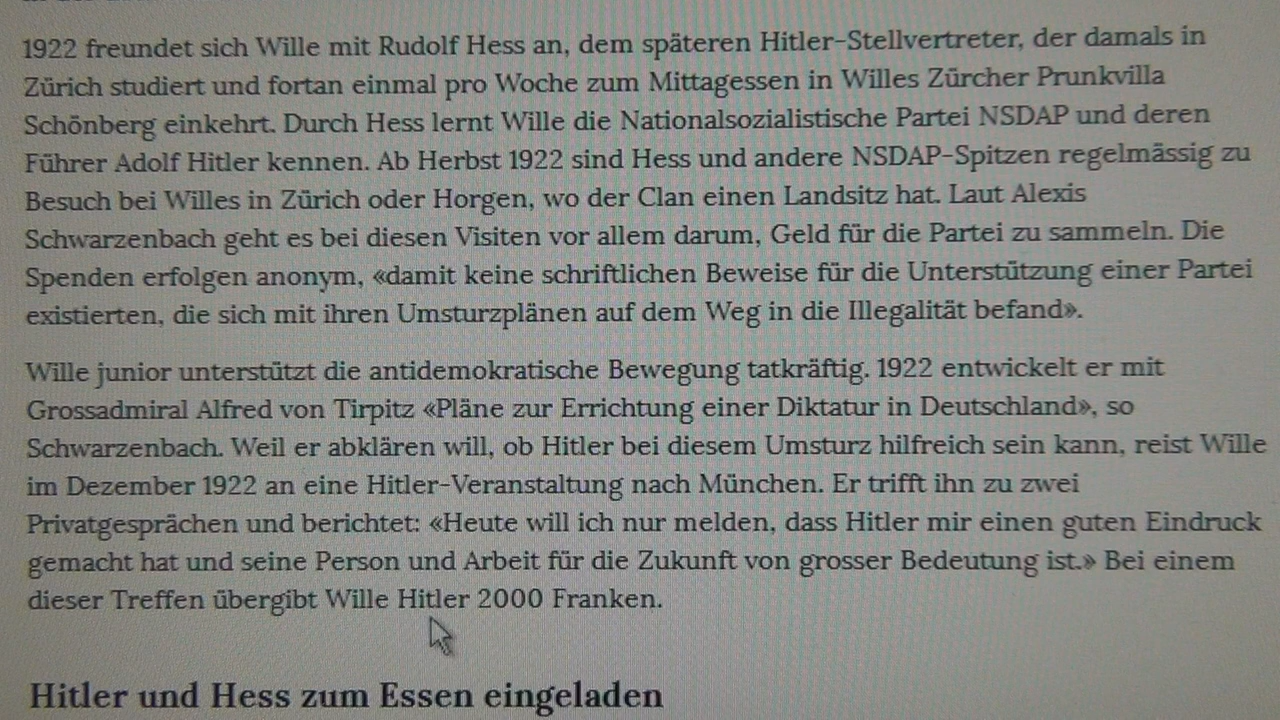 1922 freundet sich Wille mit Rudolf Hess an, dem späteren Hitler-Stellvertreter, der damals in
Zürich studiert und fortan einmal pro Woche zum Mittagessen in Willes Zürcher Prunkvilla
Schönberg einkehrt. Durch Hess lernt Wille die Nationalsozialistische Partei NSDAP und deren
Führer Adolf Hitler kennen. Ab Herbst 1922 sind Hess und andere NSDAP-Spitzen regelmässig zu
Besuch bei Willes in Zürich oder Horgen, wo der Clan einen Landsitz hat. Laut Alexis
Schwarzenbach geht es bei diesen Visiten vor allem darum, Geld für die Partei zu sammeln. Die
Spenden erfolgen anonym, «damit keine schriftlichen Beweise für die Unterstützung einer Partei
existierten, die sich mit ihren Umsturzplänen auf dem Weg in die Illegalität befand».
Wille junior unterstützt die antidemokratische Bewegung tatkräftig. 1922 entwickelt er mit
Grossadmiral Alfred von Tirpitz «Pläne zur Errichtung einer Diktatur in Deutschland», so
Schwarzenbach. Weil er abklären will, ob Hitler bei diesem Umsturz hilfreich sein kann, reist Wille
im Dezember 1922 an eine Hitler-Veranstaltung nach München. Er trifft ihn zu zwei
Privatgesprächen und berichtet: «Heute will ich nur melden, dass Hitler mir einen guten Eindruck
gemacht hat und seine Person und Arbeit für die Zukunft von grosser Bedeutung ist.» Bei einem
dieser Treffen übergibt Wille Hitler 2000 Franken.
Hitler und Hess zum Essen eingeladen